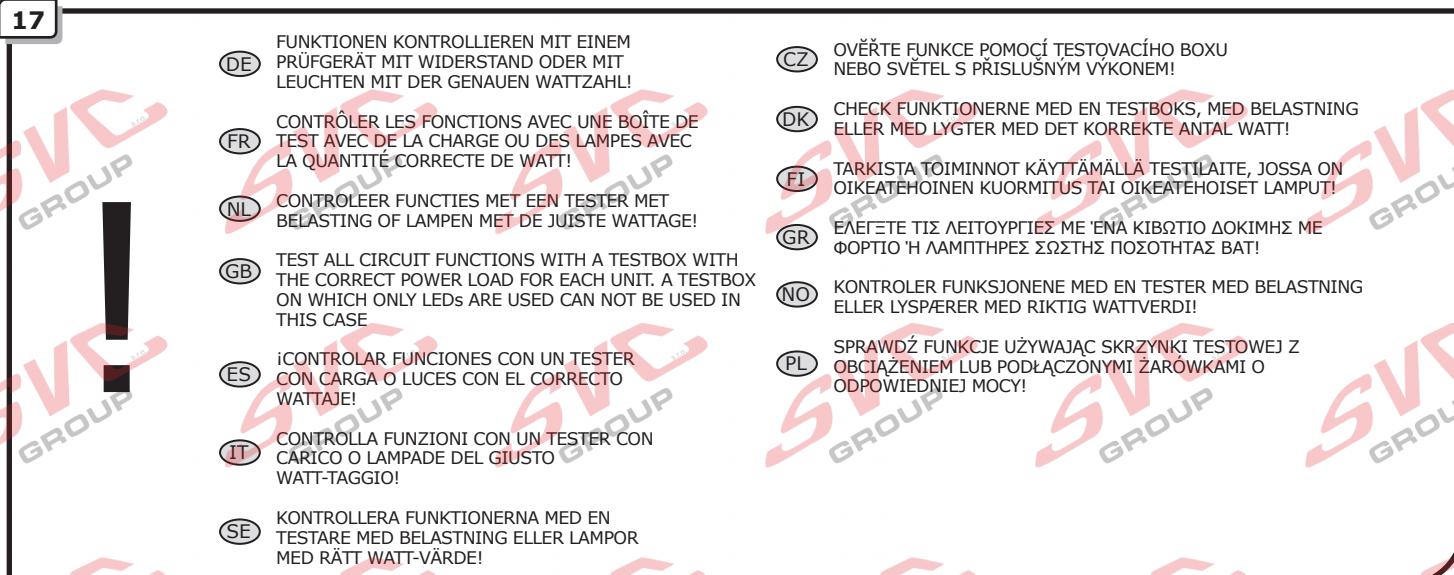 17
!
DE
FUNKTIONEN KONTROLLIEREN MIT EINEM
PRÜFGERÄT MIT WIDERSTAND ODER MIT
LEUCHTEN MIT DER GENAUEN WATTZAHL!
FR
CONTRÔLER LES FONCTIONS AVEC UNE BOÎTE DE
TEST AVEC DE LA CHARGE OU DES LAMPES AVEC
LA QUANTITÉ CORRECTE DE WATT!
NL
CONTROLEER FUNCTIES MET EEN TESTER MET
BELASTING OF LAMPEN MET DE JUISTE WATTAGE!
GB
TEST ALL CIRCUIT FUNCTIONS WITH A TESTBOX WITH
THE CORRECT POWER LOAD FOR EACH UNIT. A TESTBOX
ON WHICH ONLY LEDs ARE USED CAN NOT BE USED IN
THIS CASE
ES
¡CONTROLAR FUNCIONES CON UN TESTER
CON CARGA O LUCES CON EL CORRECTO
WATTAJE!
IT
CONTROLLA FUNZIONI CON UN TESTER CON
CARICO O LAMPADE DEL GIUSTO
WATT-TAGGIO!
SE
KONTROLLERA FUNKTIONERNA MED EN
TESTARE MED BELASTNING ELLER LAMPOR
MED RÄTT WATT-VÄRDE!
CZ
OVĚŘTE FUNKCE POMOCÍ TESTOVACÍHO BOXU
NEBO SVĚTEL S PŘISLUŠNÝM VÝKONEM!
DK
CHECK FUNKTIONERNE MED EN TESTBOKS, MED BELASTNING
ELLER MED LYGTER MED DET KORREKTE ANTAL WATT!
FI
TARKISTA TOIMINNOT KÄYTTÄMÄLLÄ TESTILAITE, JOSSA ON
OIKEATEHOINEN KUORMITUS TAI OIKEATEHOISET LAMPUT!
GR
ΕΛΕΓΞΤΕ ΤΙΣ ΛΕΙΤΟΥΡΓΙΕΣ ΜΕ ΈΝΑ ΚΙΒΩΤΙΟ ΔΟΚΙΜΗΣ ΜΕ
ΦΟΡΤΙΟ Ή ΛΑΜΠΤΗΡΕΣ ΣΩΣΤΗΣ ΠΟΣΟΤΗΤΑΣ ΒΑΤ!
NO
KONTROLER FUNKSJONENE MED EN TESTER MED BELASTNING
ELLER LYSPÆRER MED RIKTIG WATTVERDI!
PL
SPRAWDŹ FUNKCJE UŻYWAJĄC SKRZYNKI TESTOWEJ Z
OBCIĄŻENIEM LUB PODŁĄCZONYMI ŻARÓWKAMI O
ODPOWIEDNIEJ MOCY!
SVC
GROUP